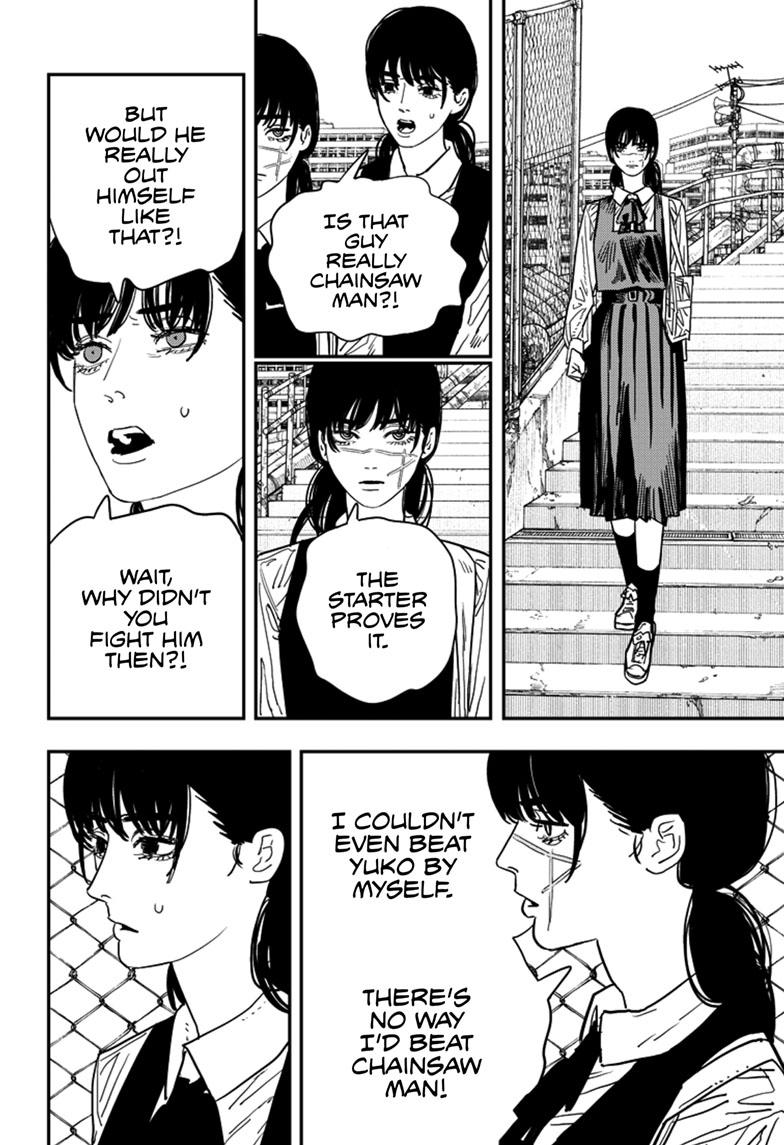 IS THAT
GUY
REALLY
CHAINSAW
MAN?!
THE
STARTER
PROVES
IT.
BUT
WOULD HE
REALLY
OUT
HIMSELF
LIKE
THAT?!
WAIT,
WHY DIDN'T
YOU
FIGHT HIM
THEN?!
I COULDN'T
EVEN BEAT
YUKO BY
MYSELF.
THERE'S
NO WAY
I'D BEAT
CHAINSAW
MAN!